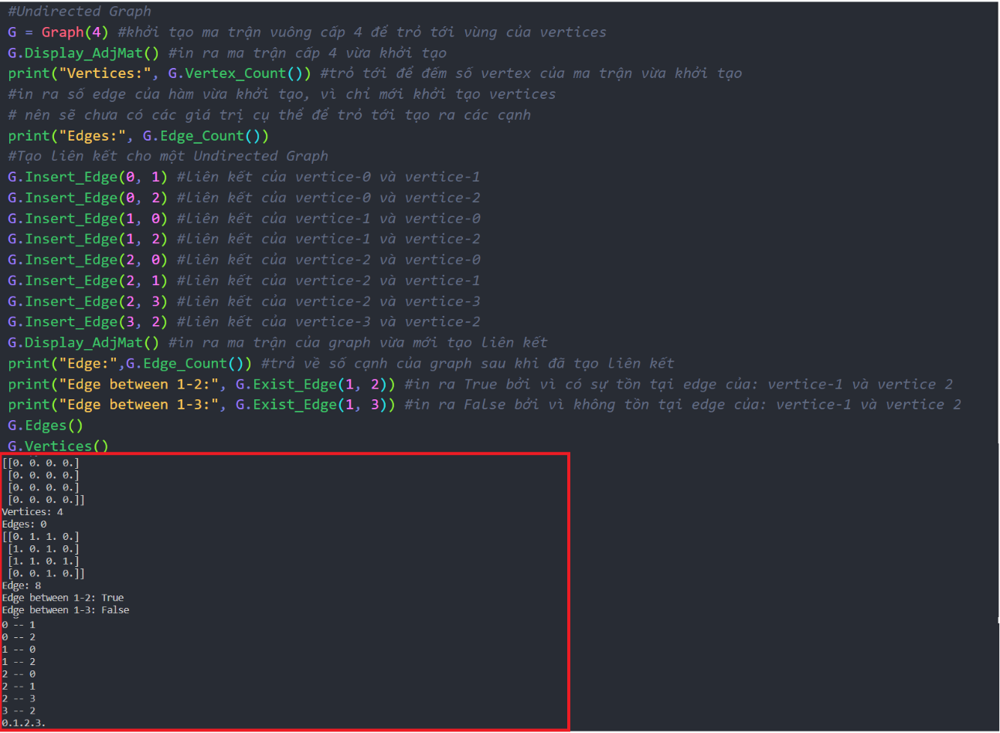 #Undirected Graph
G = Graph(4) #khởi tạo ma trận vuông cấp 4 để trỏ tới vùng của vertices
G.Display_AdjMat() #in ra ma trận cấp 4 vừa khởi tạo
print("Vertices:", G.Vertex_Count()) #trỏ tới để đếm số vertex của ma trận vừa khởi tạo
#in ra số edge của hàm vừa khởi tạo, vì chỉ mới khởi tạo vertices
# nên sẽ chưa có các giá trị cụ thể để trỏ tới tạo ra các cạnh
print("Edges:", G.Edge_Count())
#Tạo liên kết cho một Undirected Graph
G.Insert_Edge(0, 1) #liên kết của vertice-0 và vertice-1
G.Insert_Edge(0, 2) #liên kết của vertice-0 và vertice-2
G.Insert_Edge(1, 0) #liên kết của vertice-1 và vertice-0
G.Insert_Edge(1, 2) #liên kết của vertice-1 và vertice-2
G.Insert_Edge(2, 0) #liên kết của vertice-2 và vertice-0
G.Insert_Edge(2, 1) #liên kết của vertice-2 và vertice-1
G.Insert_Edge(2, 3) #liên kết của vertice-2 và vertice-3
G.Insert_Edge(3, 2) #liên kết của vertice-3 và vertice-2
G.Display_AdjMat() #in ra ma trận của graph vừa mới tạo liên kết
print("Edge:",G.Edge_Count()) #trả về số cạnh của graph sau khi đã tạo liên kết
print("Edge between 1-2:", G.Exist_Edge(1, 2)) #in ra True bởi vì có sự tồn tại edge của: vertice-1 và vertice 2
print("Edge between 1-3:", G.Exist_Edge(1, 3)) #in ra False bởi vì không tồn tại edge của: vertice-1 và vertice 2
G.Edges()
G.Vertices()
[[0. 0. 0. 0.]
[0. 0. 0. 0.]
[0. 0. 0. 0.]
[0. 0. 0. 0.]]
Vertices: 4
Edges: 0
[[0. 1. 1. 0.]
[1. 0. 1. 0.]
[1. 1. 0. 1.]
[0. 0. 1. 0.]]
Edge: 8
Edge between 1-2: True
Edge between 1-3: False
0 -- 1
0 -- 2
1 -- 0
1 -- 2
2 -- 0
2 -- 1
2 -- 3
3 -- 2
0.1.2.3.